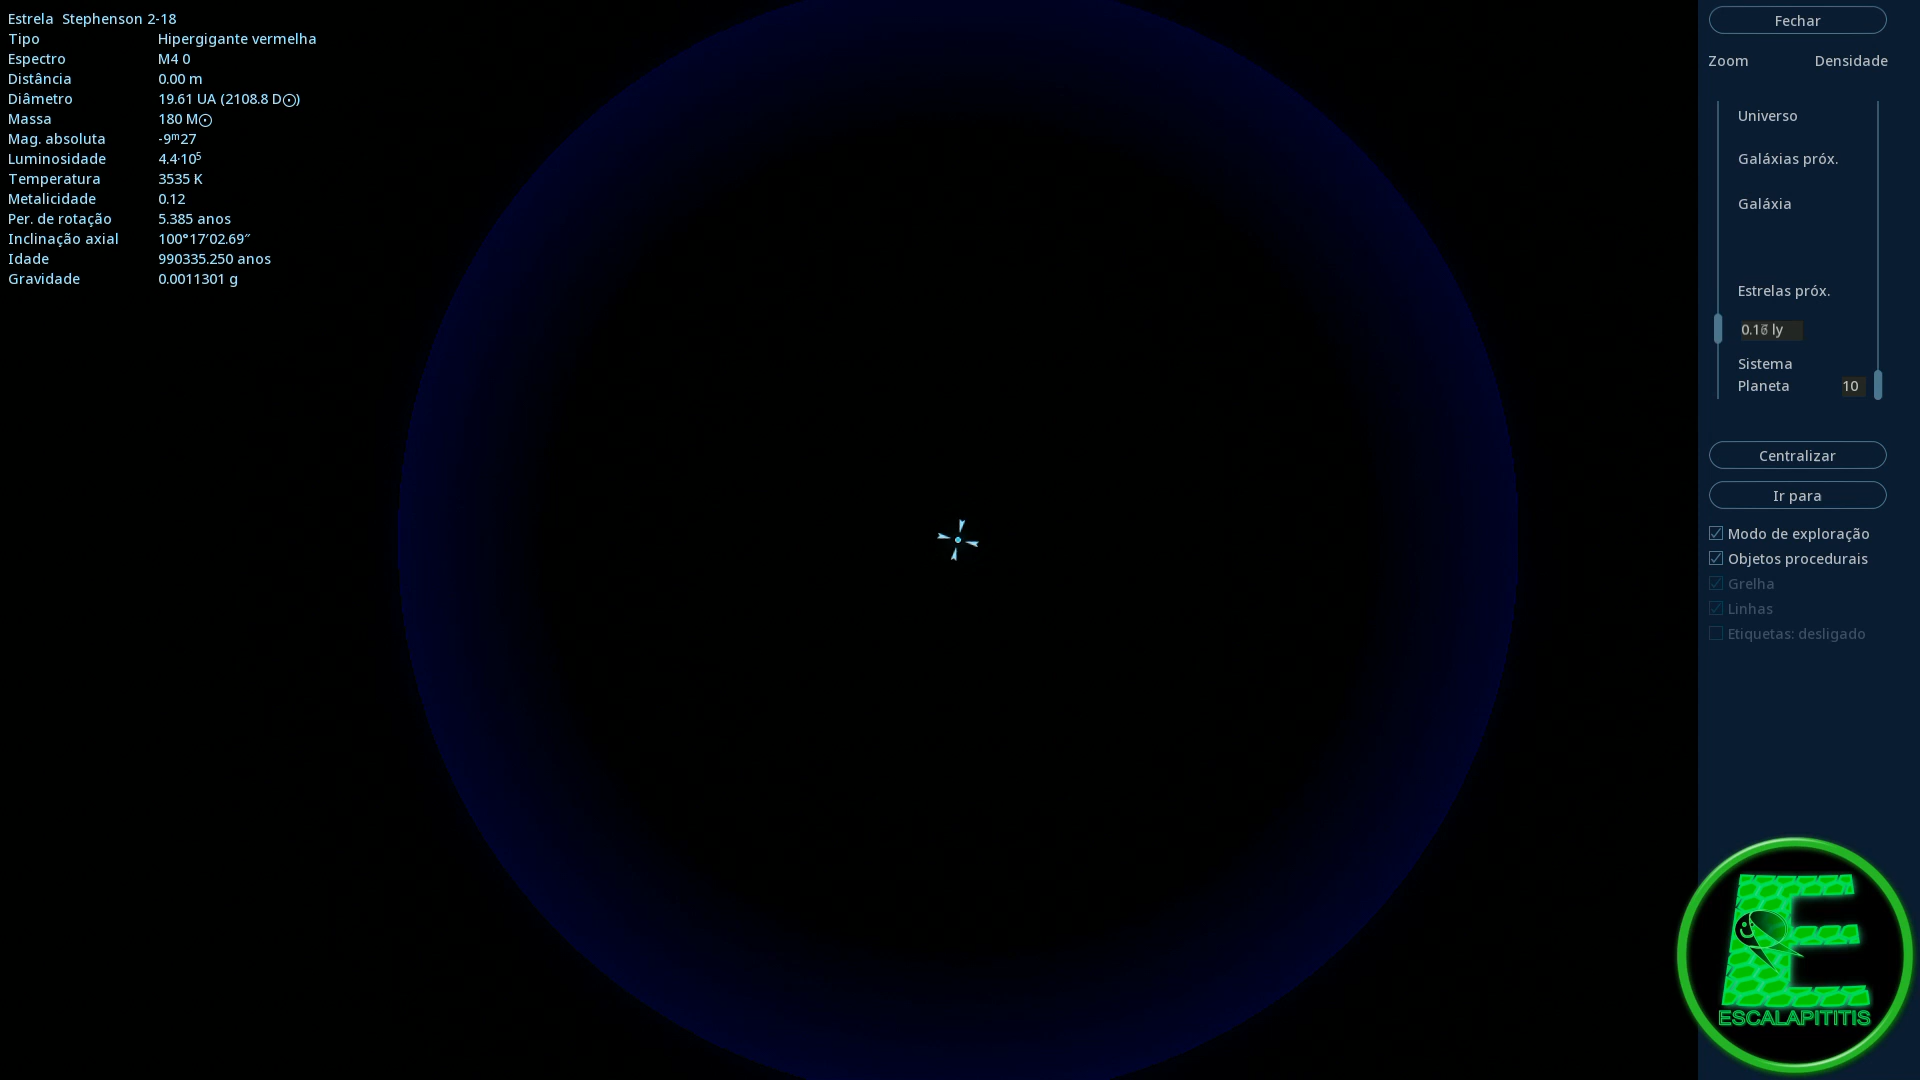 Estrela Stephenson 2-18
Tipo Hipergigante vermelha
Espectro M4 0
Distância 0.00 m
Diâmetro 19.61 UA (2108.8 D☉)
Massa 180 M☉
Mag. absoluta -9ᵐ27
Luminosidade 4.4·10⁵
Temperatura 3535 K
Metalicidade 0.12
Per. de rotação 5.385 anos
Inclinação axial 100°17′02.69″
Idade 990335.250 anos
Gravidade 0.0011301 g
Fechar
Zoom Densidade
Universo
Galáxias próx.
Galáxia
Estrelas próx.
ly
Sistema
Planeta 10
Centralizar
Ir para
Modo de exploração
Objetos procedurais
Grelha
Linhas
Etiquetas: desligado
E
ESCALAPITITIS